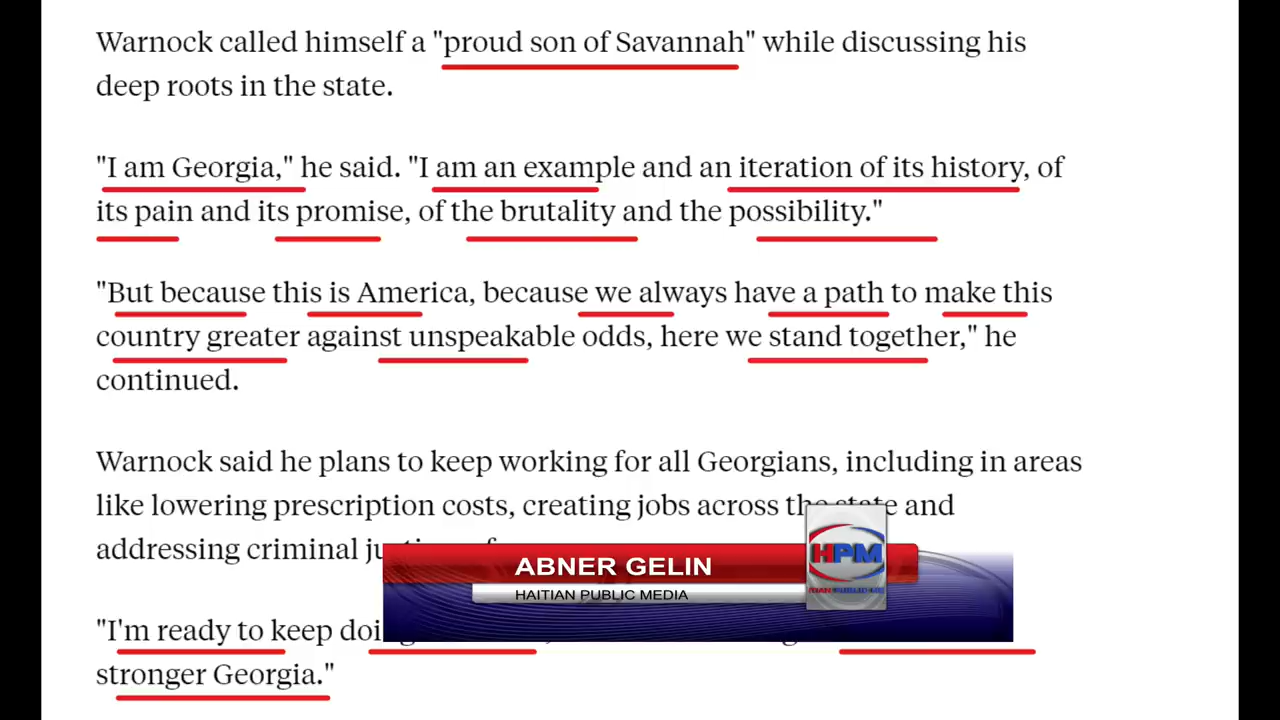 Warnock called himself a "proud son of Savannah" while discussing his
deep roots in the state.
"I am Georgia," he said. "I am an example and an iteration of its history, of
its pain and its promise, of the brutality and the possibility."
"But because this is America, because we always have a path to make this
country greater against unspeakable odds, here we stand together," he
continued.
Warnock said he plans to keep working for all Georgians, including in areas
like lowering prescription costs, creating jobs across the state and
addressing criminal
"I'm ready to keep
stronger Georgia."
ABNER GELIN
HAITIAN PUBLIC MEDIA
HPM